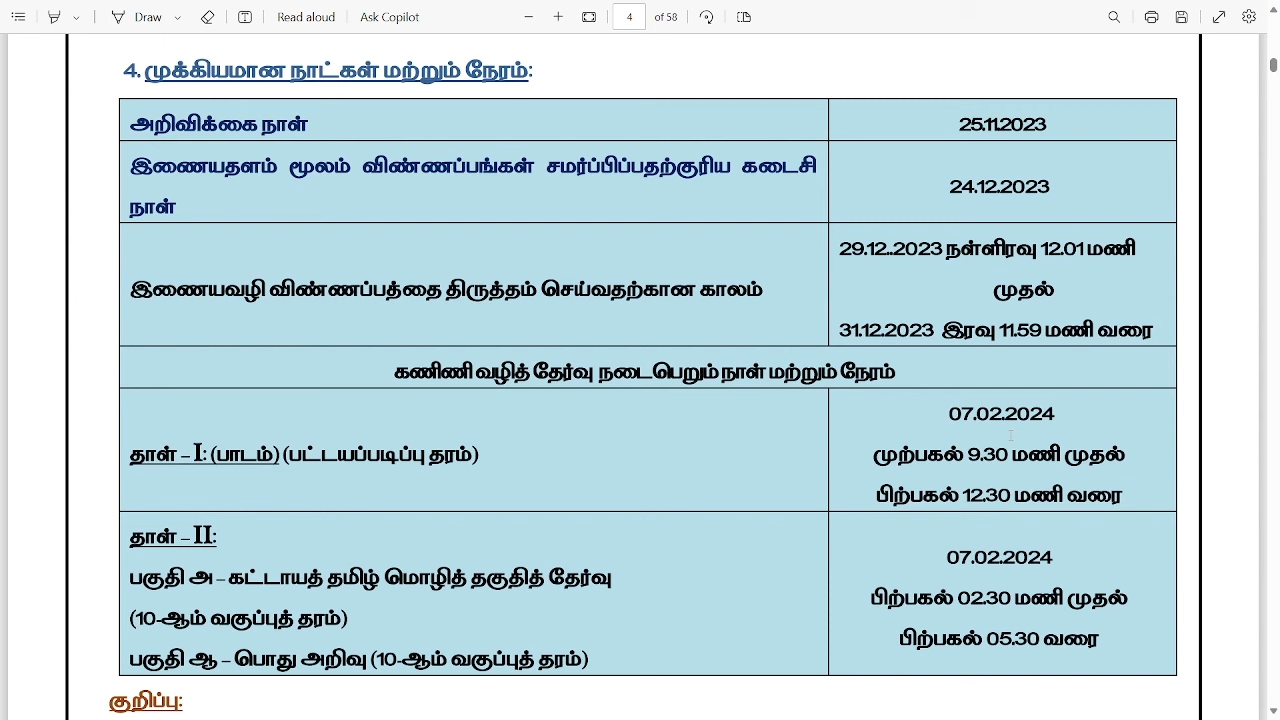 Draw
Read aloud
Ask Copilot
4 of 58
4. முக்கியமான நாட்கள் மற்றும் நேரம்:
அறிவிக்கை நாள்
25.11.2023
இணையதளம் மூலம் விண்ணப்பங்கள் சமர்ப்பிப்பதற்குரிய கடைசி
நாள்
24.12.2023
இணையவழி விண்ணப்பத்தை திருத்தம் செய்வதற்கான காலம்
29.12..2023 நள்ளிரவு 12.01 மணி
முதல்
31.12.2023 இரவு 11.59 மணி வரை
கணிணி வழித் தேர்வு நடைபெறும் நாள் மற்றும் நேரம்
தாள் – I: (பாடம்) (பட்டயப்படிப்பு தரம்)
07.02.2024
முற்பகல் 9.30 மணி முதல்
பிற்பகல் 12.30 மணி வரை
தாள் – II:
பகுதி அ – கட்டாயத் தமிழ் மொழித் தகுதித் தேர்வு
(10-ஆம் வகுப்புத் தரம்)
பகுதி ஆ – பொது அறிவு (10-ஆம் வகுப்புத் தரம்)
07.02.2024
பிற்பகல் 02.30 மணி முதல்
பிற்பகல் 05.30 வரை
குறிப்பு: